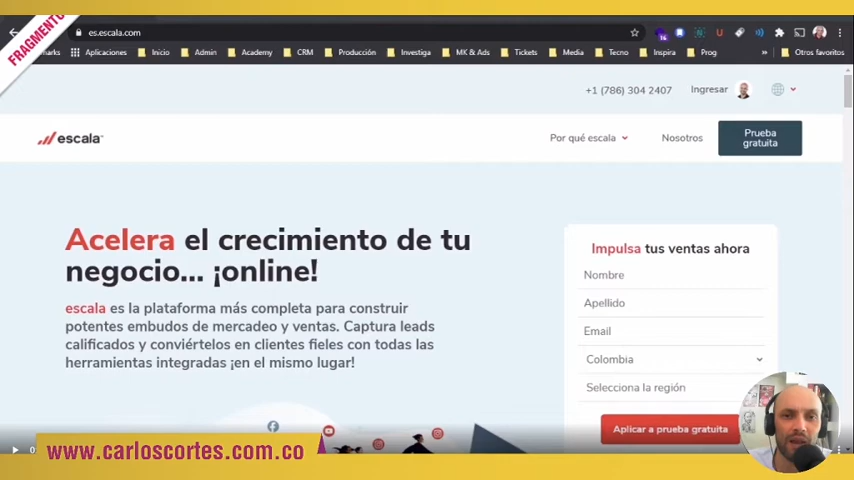 FRAGMENTO
es.escala.com
Aplicaciones
Inicio
Admin
Academy
CRM
Producción
Investiga
MK & Ads
Tickets
Media
Tecno
Inspira
Prog
»
Otros favoritos
+1 (786) 304 2407
Ingresar
escala
Por qué escala
Nosotros
Prueba
gratuita
Acelera el crecimiento de tu
negocio... ¡online!
escala es la plataforma más completa para construir
potentes embudos de mercadeo y ventas. Captura leads
calificados y conviértelos en clientes fieles con todas las
herramientas integradas ¡en el mismo lugar!
Impulsa tus ventas ahora
Nombre
Apellido
Email
Colombia
Selecciona la región
Aplicar a prueba gratuita
www.carloscortes.com.co